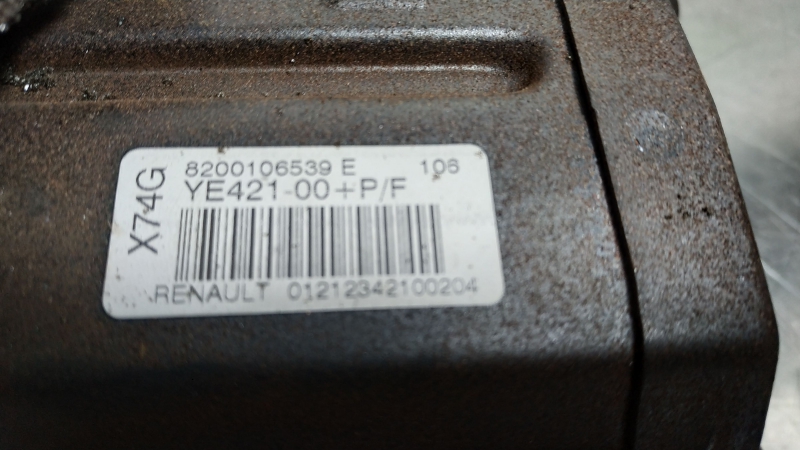 X74G
8200106539 E 106
YE421-00+P/F
RENAULT 01212342100204